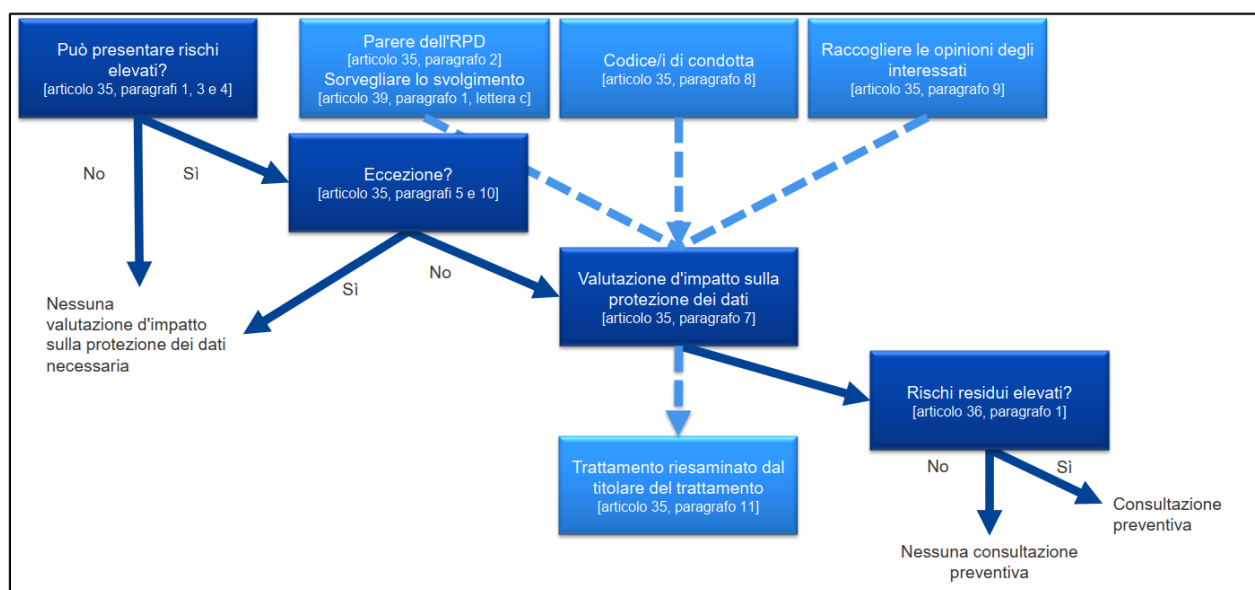 Può presentare rischi
elevati?
[articolo 35, paragrafi 1, 3 e 4]
Parere dell'RPD
[articolo 35, paragrafo 2]
Sorvegliare lo svolgimento
[articolo 39, paragrafo 1, lettera c]
Codice/i di condotta
[articolo 35, paragrafo 8]
Raccogliere le opinioni degli
interessati
[articolo 35, paragrafo 9]
No
Sì
Eccezione?
[articolo 35, paragrafi 5 e 10]
Sì
No
Nessuna
valutazione d'impatto
sulla protezione dei dati
necessaria
Valutazione d'impatto sulla
protezione dei dati
[articolo 35, paragrafo 7]
Rischi residui elevati?
[articolo 36, paragrafo 1]
Trattamento riesaminato dal
titolare del trattamento
[articolo 35, paragrafo 11]
No
Sì
Consultazione
preventiva
Nessuna consultazione
preventiva